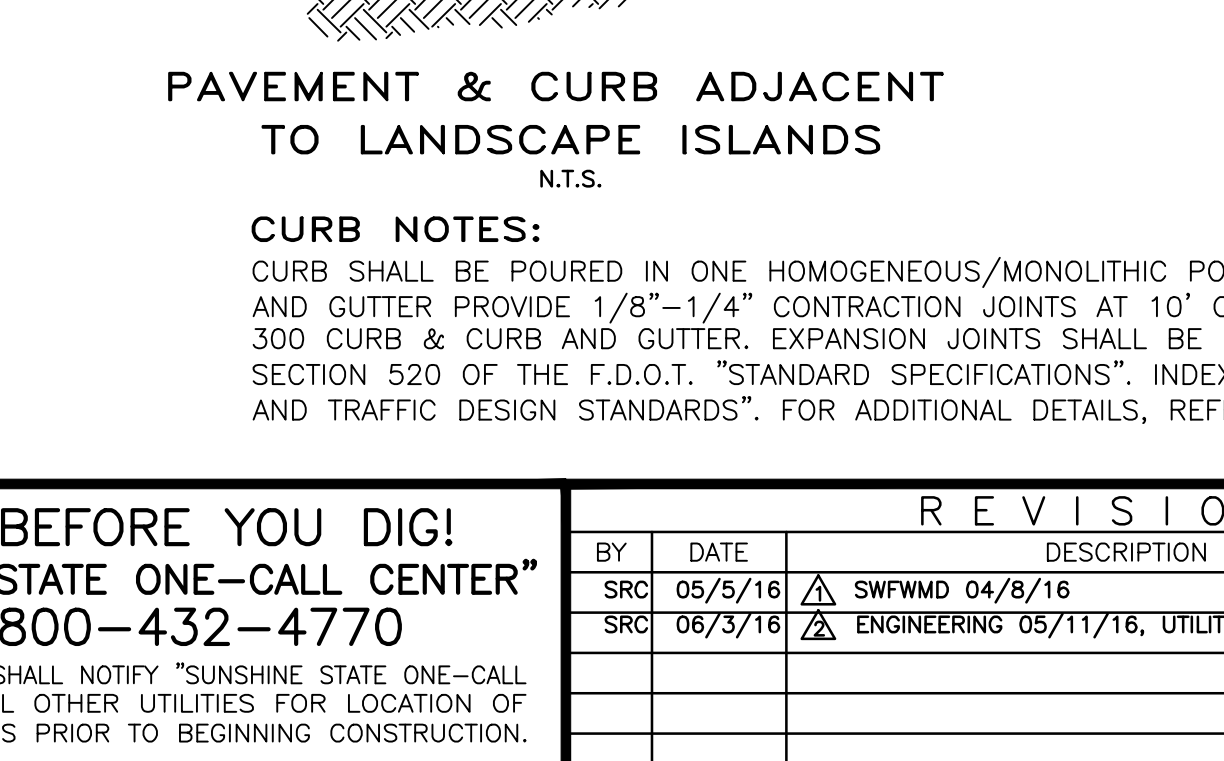 PAVEMENT & CURB ADJACENT
TO LANDSCAPE ISLANDS
N.T.S.
CURB NOTES:
CURB SHALL BE POURED IN ONE HOMOGENEOUS/MONOLITHIC
AND GUTTER PROVIDE 1/8"-1/4" CONTRACTION JOINTS AT 10'
300 CURB & CURB AND GUTTER. EXPANSION JOINTS SHALL BE
SECTION 520 OF THE F.D.O.T. "STANDARD SPECIFICATIONS".
AND TRAFFIC DESIGN STANDARDS". FOR ADDITIONAL DETAILS,
BEFORE YOU DIG!
STATE ONE-CALL CENTER"
800-432-4770
SHALL NOTIFY "SUNSHINE STATE ONE-CALL
OTHER UTILITIES FOR LOCATION OF
PRIOR TO BEGINNING CONSTRUCTION.
BY DATE DESCRIPTION
SRC 05/5/16 1 SWFWMD 04/8/16
SRC 06/3/16 2 ENGINEERING 05/11/16,